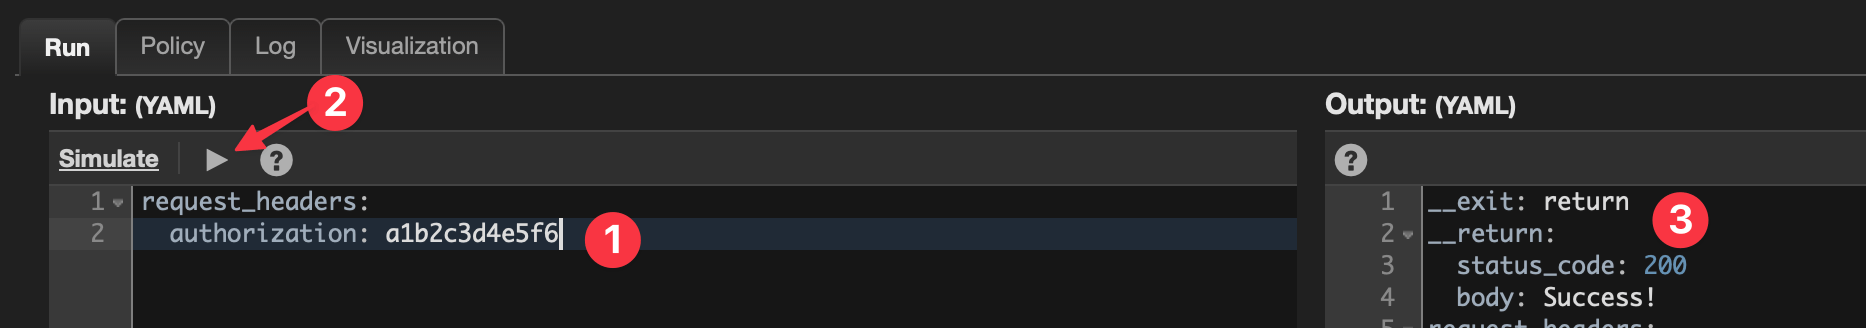 Run Policy Log Visualization
2
Input: (YAML)
Output: (YAML)
Simulate ?
?
1 request_headers:
2 authorization: a1b2c3d4e5f6
1
1 __exit: return
2 __return:
3 status_code: 200
4 body: Success!
5 request_headers:
3